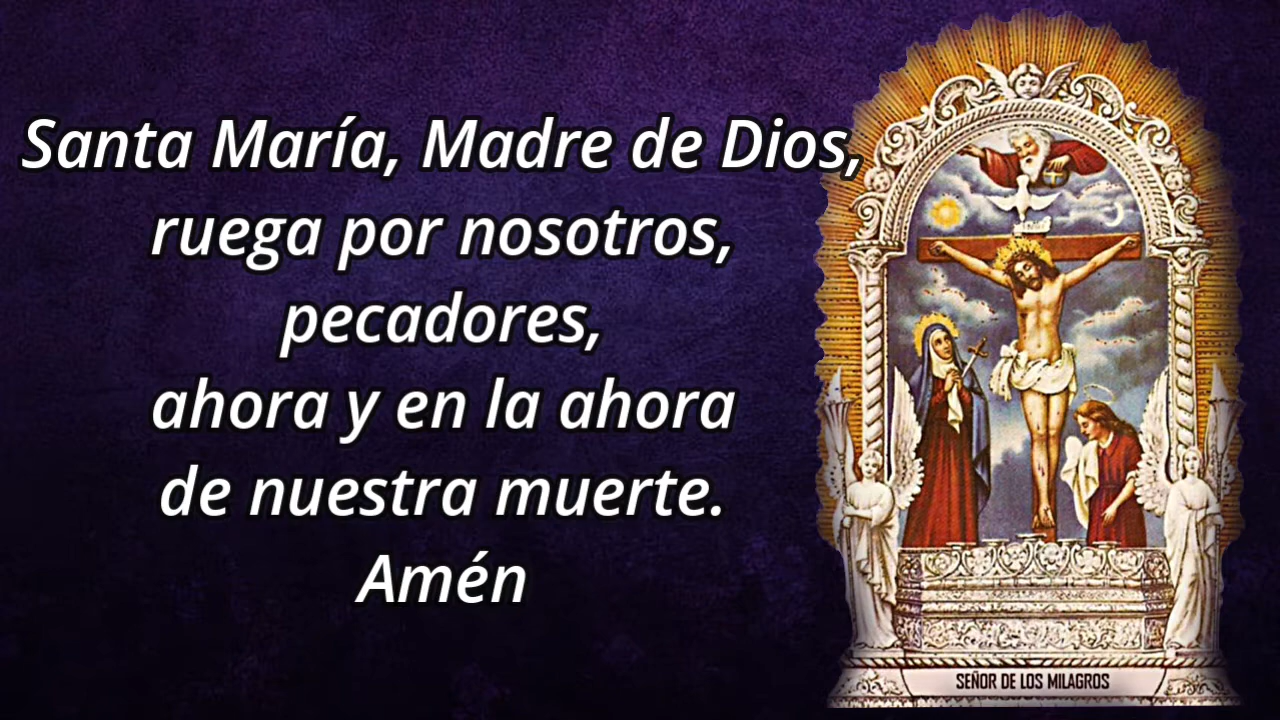 Santa María, Madre de Dios,
ruega por nosotros,
pecadores,
ahora y en la ahora
de nuestra muerte.
Amén
SEÑOR DE LOS MILAGROS